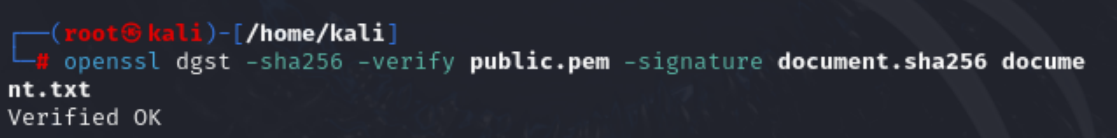 ┌──(root㉿kali)-[/home/kali]
└─# openssl dgst -sha256 -verify public.pem -signature document.sha256 docume
nt.txt
Verified OK